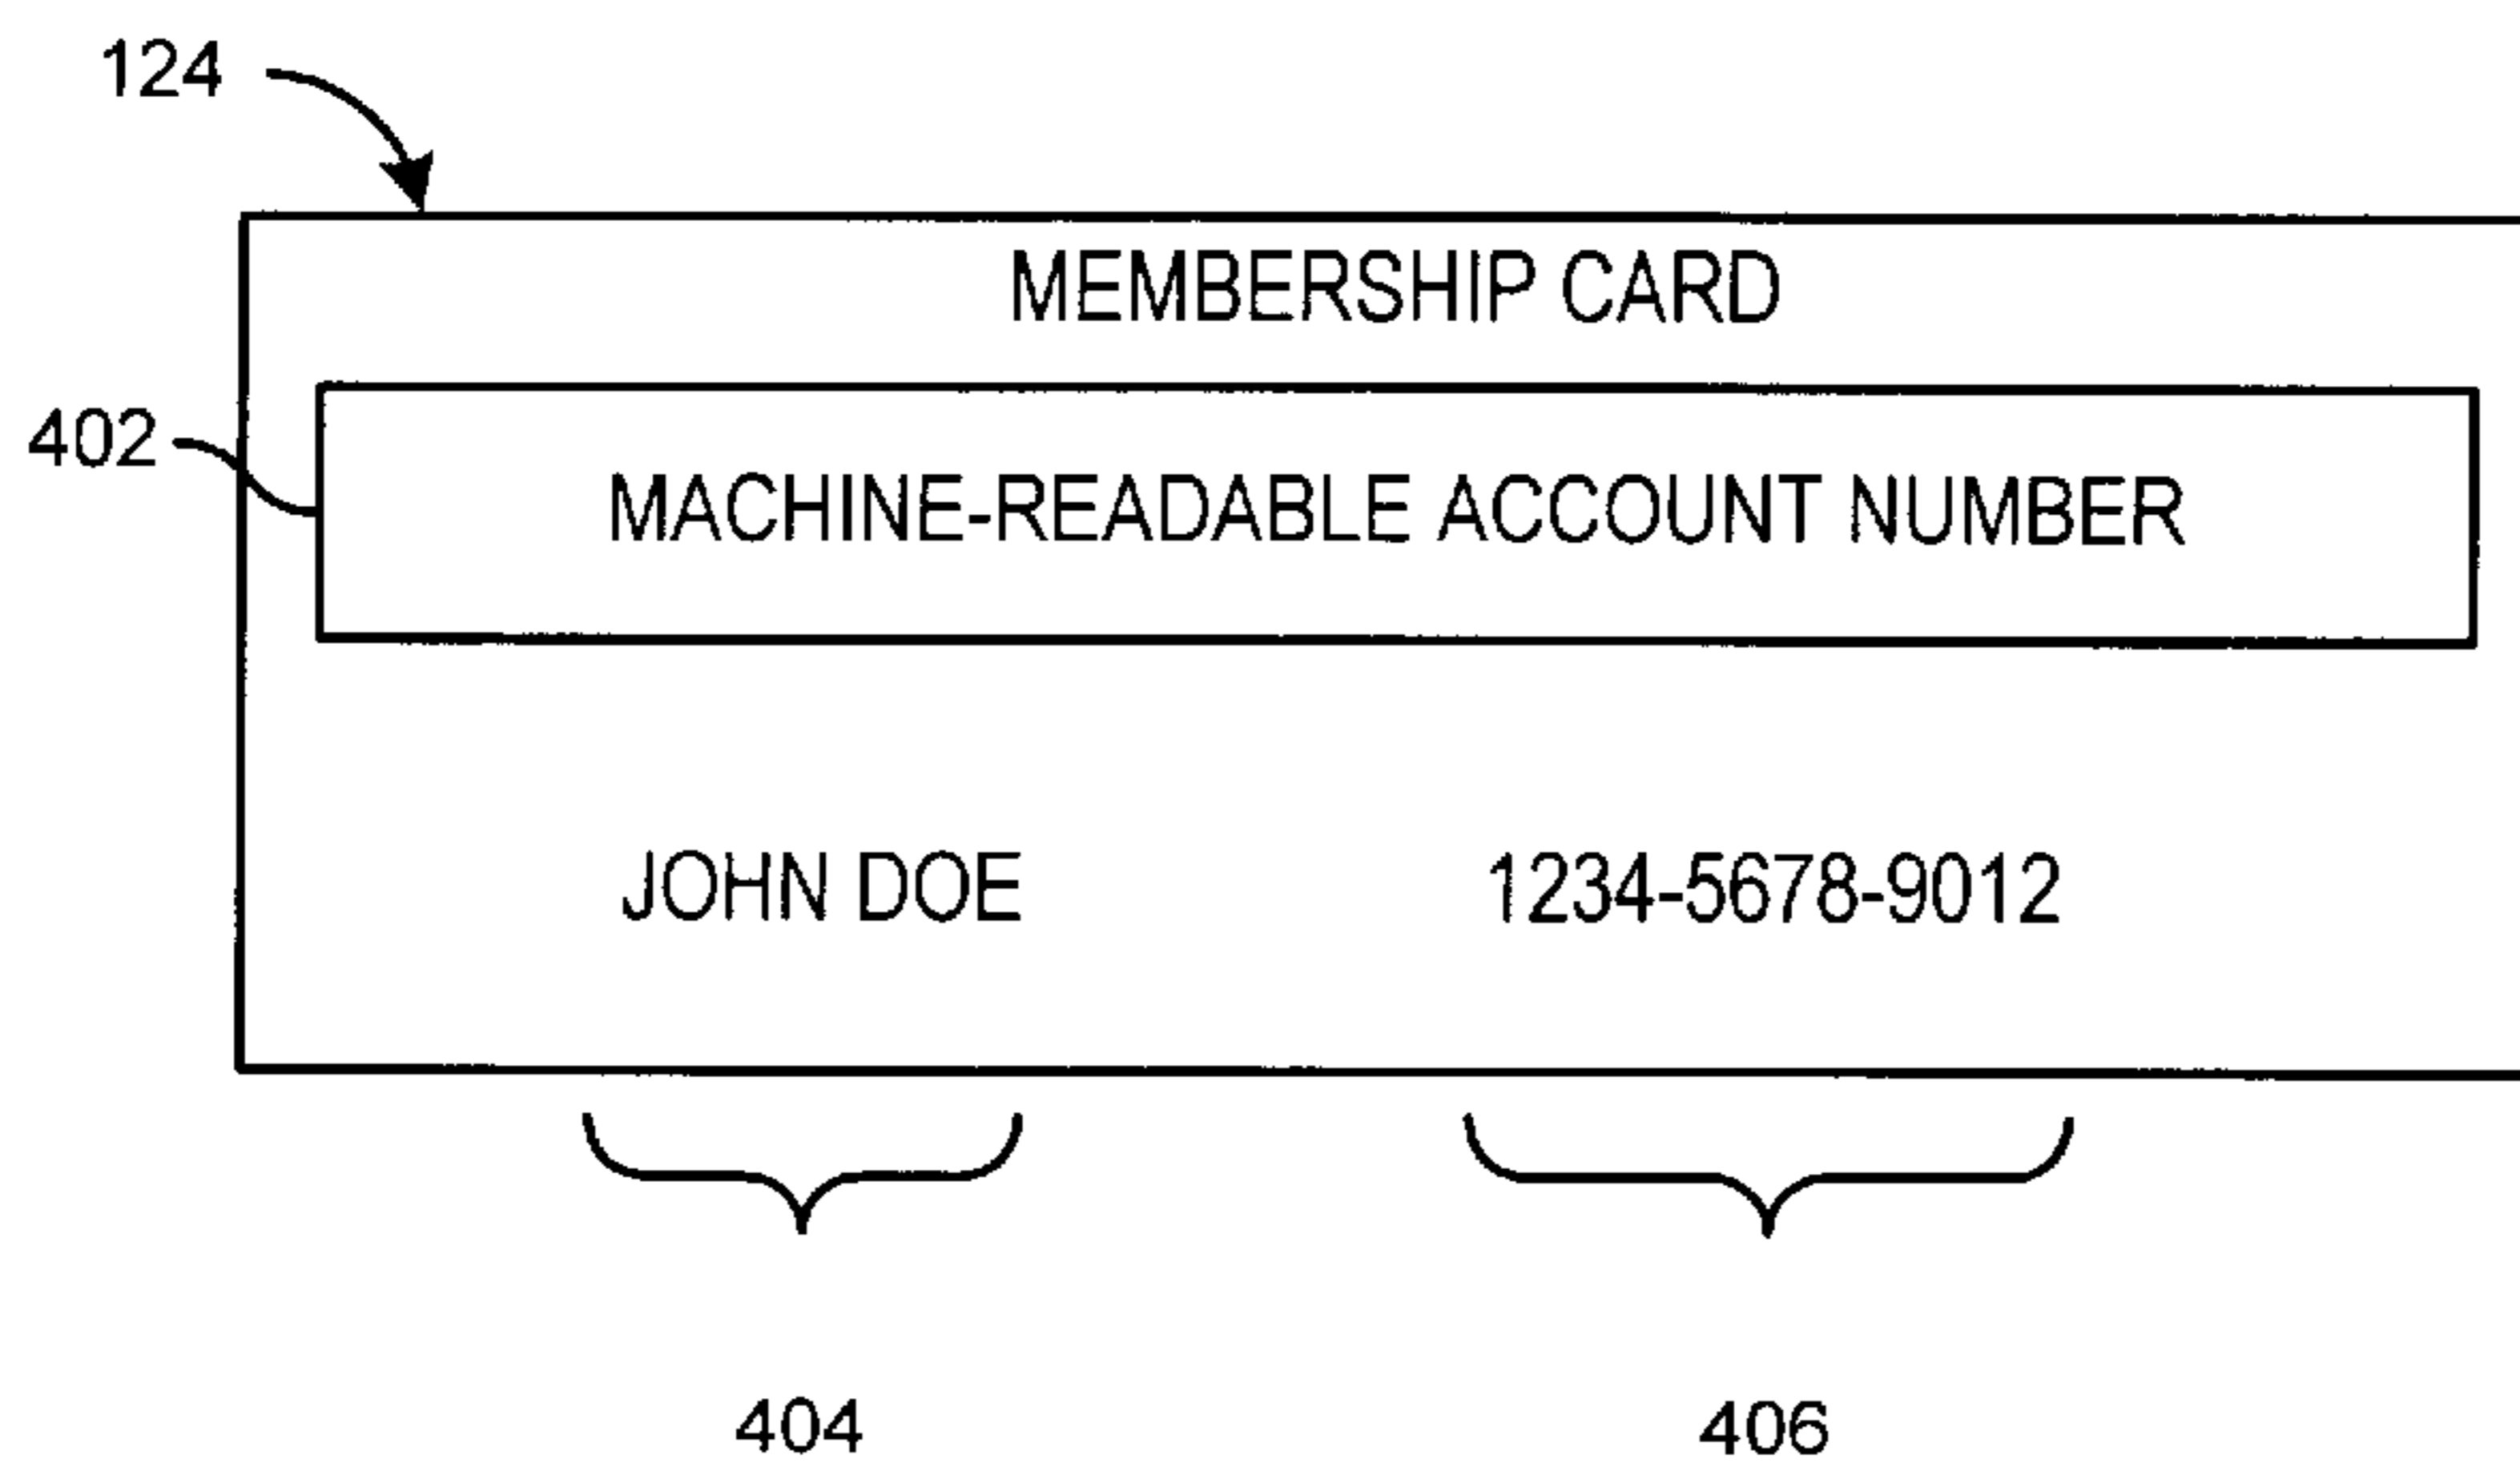 124
MEMBERSHIP CARD
402
MACHINE-READABLE ACCOUNT NUMBER
JOHN DOE 1234-5678-9012
404 406